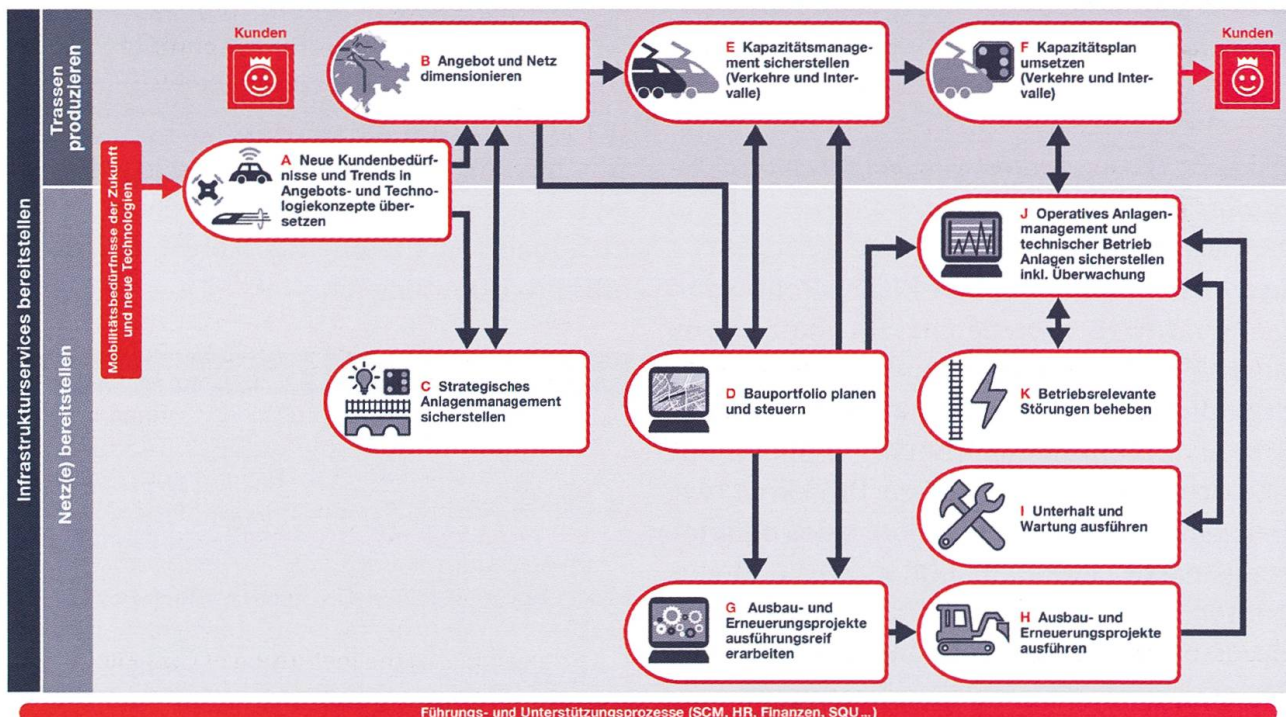 Infrastrukturservices bereitstellen
Trassen
produzieren
Netz(e) bereitstellen
Kunden
Mobilitätsbedürfnisse der Zukunft
und neue Technologien
A Neue Kundenbedürf-
nisse und Trends in
Angebots- und Techno-
logiekonzepte über-
setzen
B Angebot und Netz
dimensionieren
E Kapazitätsmanage-
ment sicherstellen
(Verkehre und Inter-
valle)
F Kapazitätsplan
umsetzen
(Verkehre und Inter-
valle)
Kunden
J Operatives Anlagen-
management und
technischer Betrieb
Anlagen sicherstellen
inkl. Überwachung
C Strategisches
Anlagenmanagement
sicherstellen
D Bauportfolio planen
und steuern
K Betriebsrelevante
Störungen beheben
I Unterhalt und
Wartung ausführen
G Ausbau- und
Erneuerungsprojekte
ausführungsreif
erarbeiten
H Ausbau- und
Erneuerungsprojekte
ausführen
Führungs- und Unterstützungsprozesse (SCM, HR, Finanzen, SQU ...)